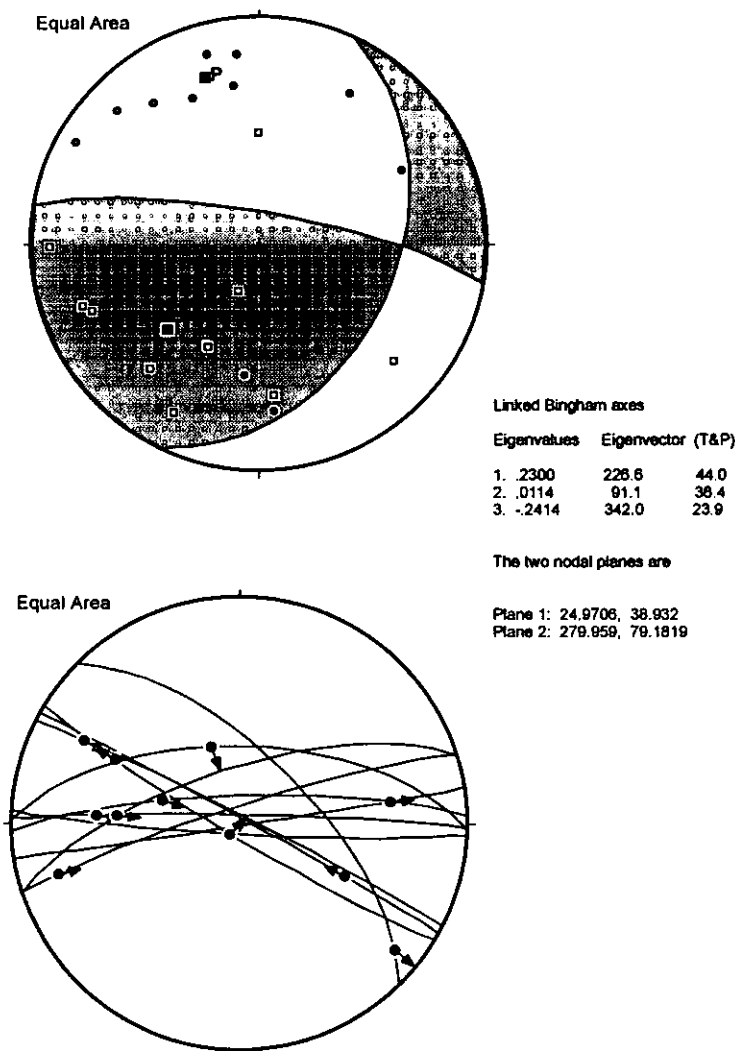 Equal Area
P
Linked Bingham axes
Eigenvalues Eigenvector (T&P)
1. .2300 226.6 44.0
2. .0114 91.1 36.4
3. -.2414 342.0 23.9
The two nodal planes are
Equal Area
Plane 1: 24.9706, 38.932
Plane 2: 279.959, 79.1819